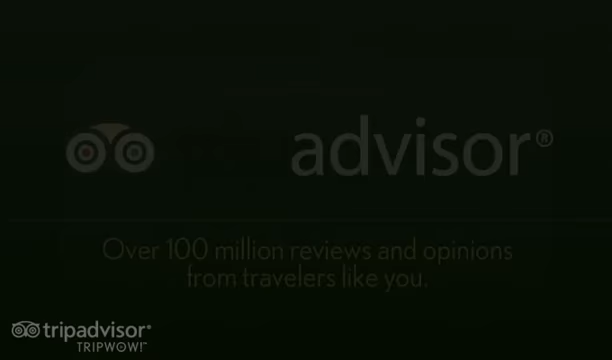 advisor®
Over 100 million reviews and opinions
from travelers like you.
tripadvisor®
TRIPWOW!™